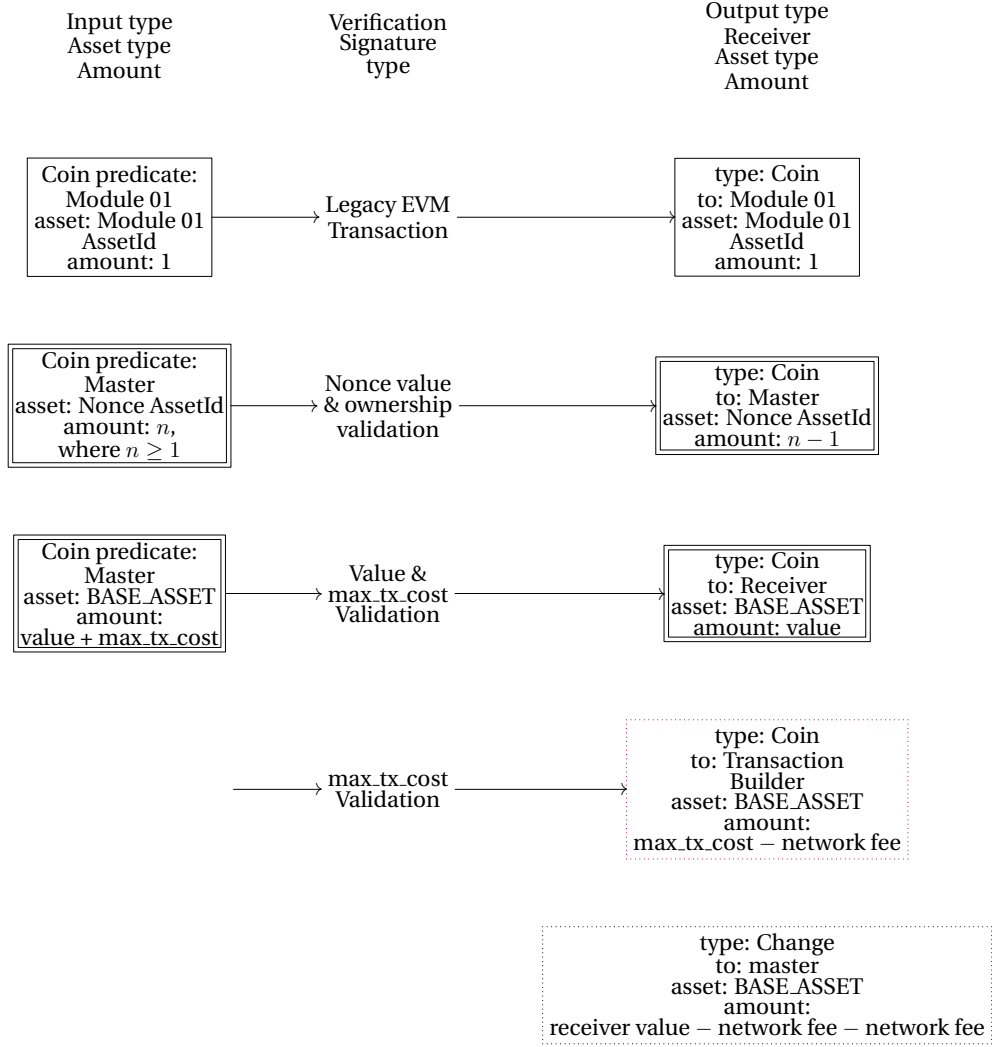 Input type
Asset type
Amount
Verification
Signature
type
Output type
Receiver
Asset type
Amount
Coin predicate:
Module 01
asset: Module 01
AssetId
amount: 1
Legacy EVM
Transaction
type: Coin
to: Module 01
asset: Module 01
AssetId
amount: 1
Coin predicate:
Master
asset: Nonce AssetId
amount: n,
where n ≥ 1
Nonce value
& ownership
validation
type: Coin
to: Master
asset: Nonce AssetId
amount: n − 1
Coin predicate:
Master
asset: BASE_ASSET
amount:
value + max_tx_cost
Value &
max_tx_cost
Validation
type: Coin
to: Receiver
asset: BASE_ASSET
amount: value
max_tx_cost
Validation
type: Coin
to: Transaction
Builder
asset: BASE_ASSET
amount:
max_tx_cost − network fee
type: Change
to: master
asset: BASE_ASSET
amount:
receiver value − network fee − network fee